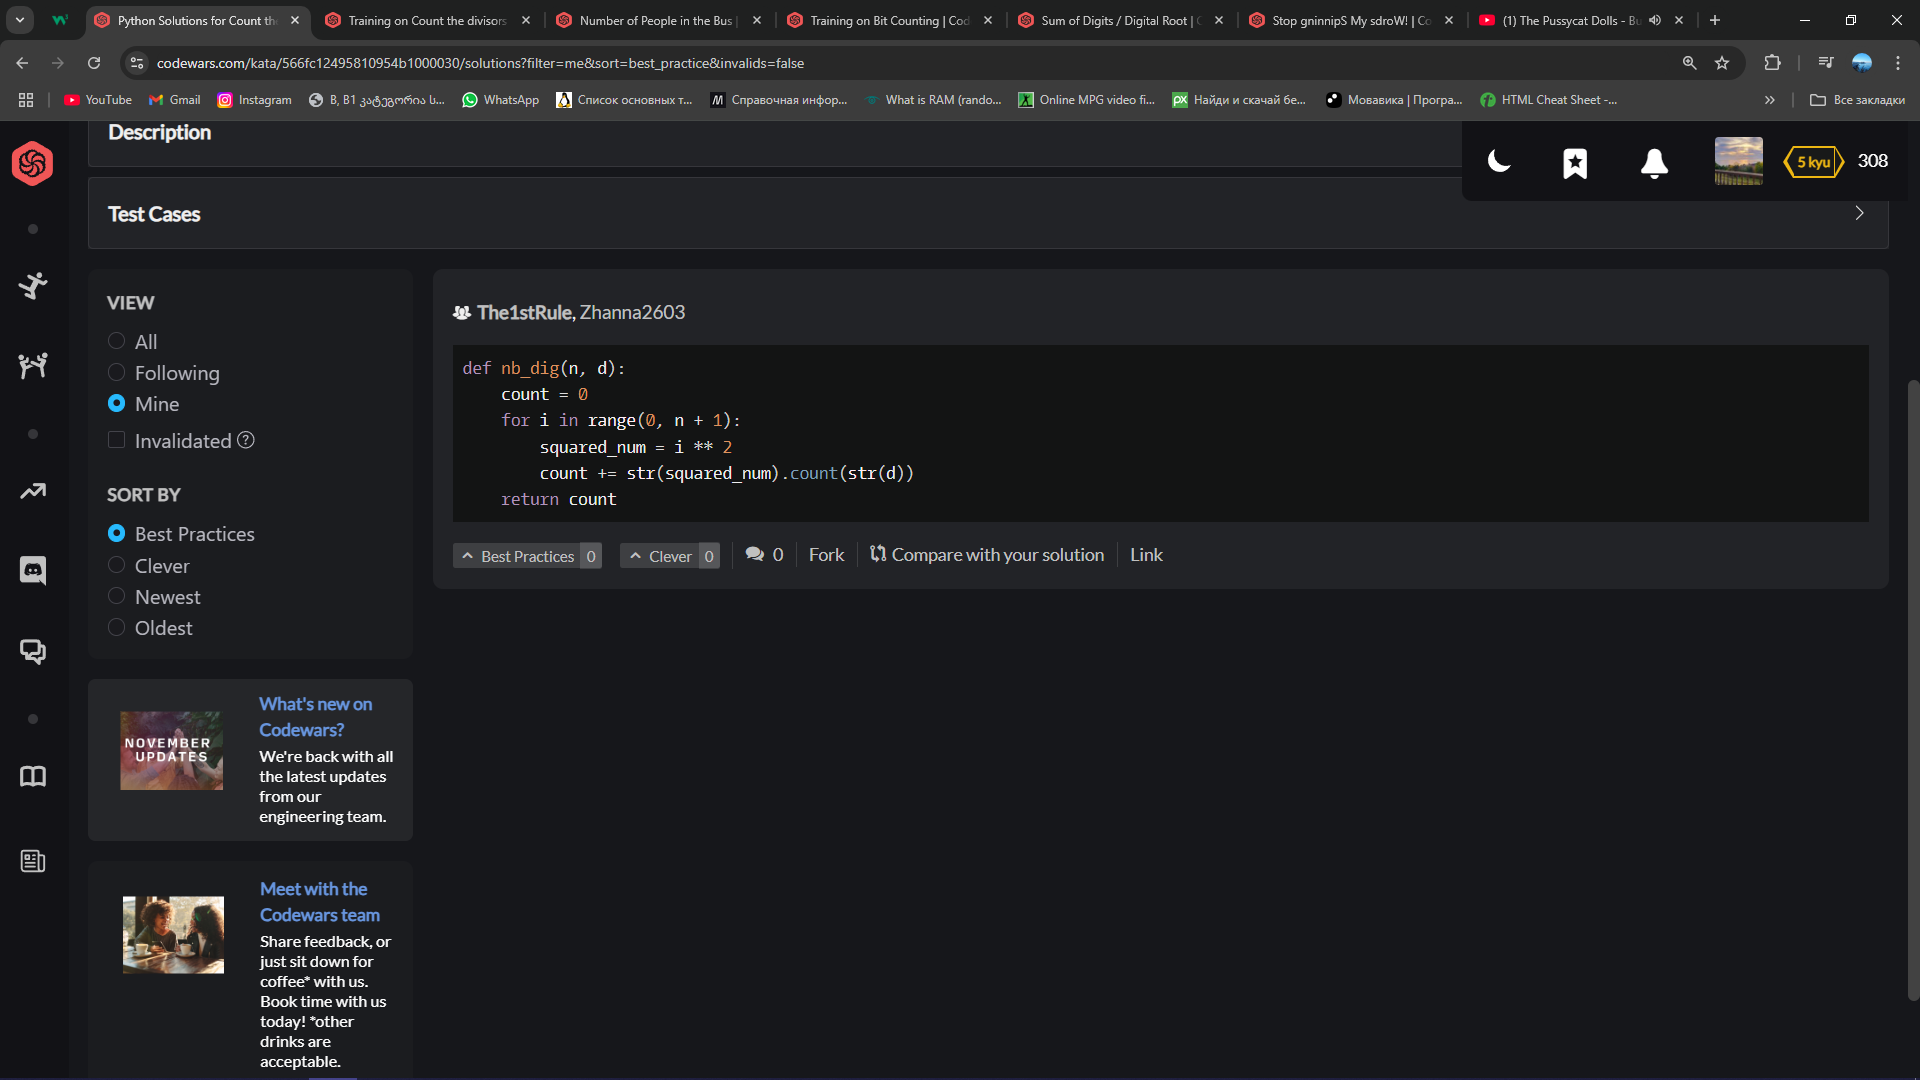 Python Solutions for Count th
Training on Count the divisors
Number of People in the Bus |
Training on Bit Counting | Cod
Sum of Digits / Digital Root | C
Stop gninnipS My sdroW! | Co
(1) The Pussycat Dolls - Bu
codewars.com/kata/566fc12495810954b1000030/solutions?filter=me&sort=best_practice&invalids=false
YouTube
Gmail
Instagram
B, B1 კატეგორია ს...
WhatsApp
Список основных т...
Справочная инфор...
What is RAM (rando...
Online MPG video fi...
Найди и скачай бе...
Мовавика | Програ...
HTML Cheat Sheet -...
»
Все закладки
Description
5 kyu
308
Test Cases
VIEW
All
Following
Mine
Invalidated ?
SORT BY
Best Practices
Clever
Newest
Oldest
The1stRule, Zhanna2603
def nb_dig(n, d):
count = 0
for i in range(0, n + 1):
squared_num = i ** 2
count += str(squared_num).count(str(d))
return count
Best Practices 0
Clever 0
0
Fork
Compare with your solution
Link
NOVEMBER
UPDATES
What's new on
Codewars?
We're back with all
the latest updates
from our
engineering team.
Meet with the
Codewars team
Share feedback, or
just sit down for
coffee* with us.
Book time with us
today! *other
drinks are
acceptable.